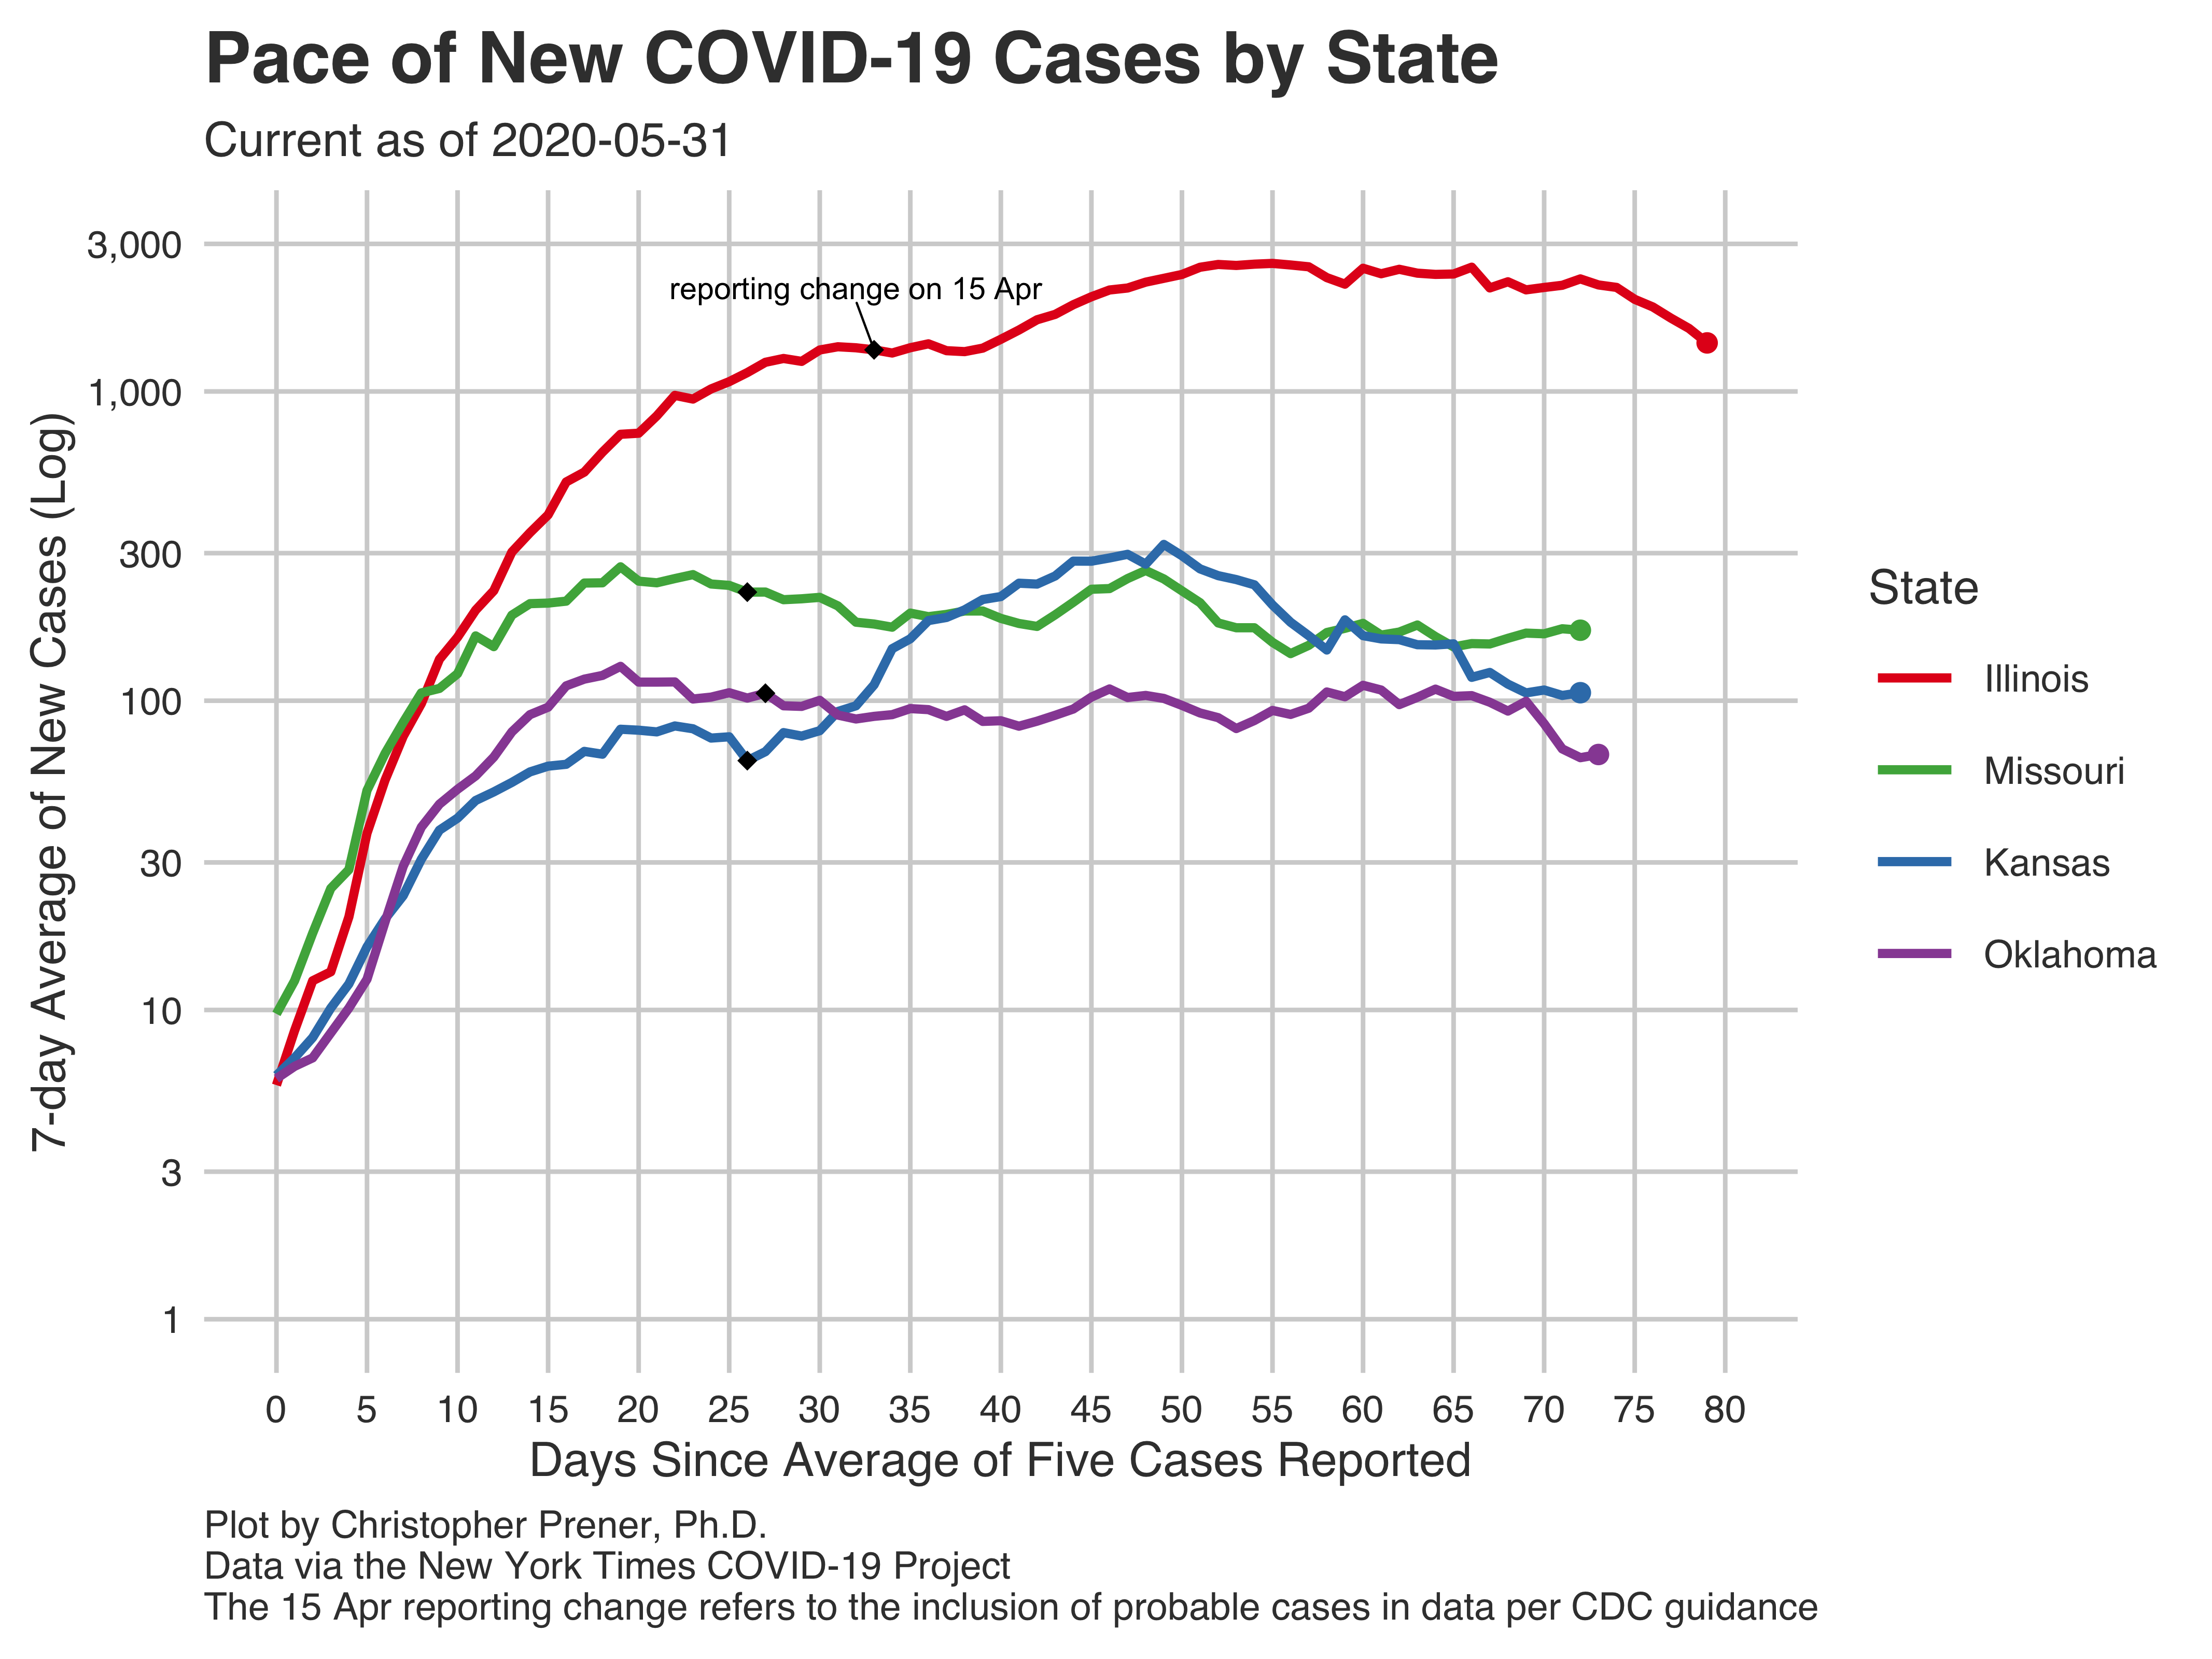 Pace of New COVID-19 Cases by State
Current as of 2020-05-31
7-day Average of New Cases (Log)
3,000
1,000
300
100
30
10
3
1
reporting change on 15 Apr
State
Illinois
Missouri
Kansas
Oklahoma
0 5 10 15 20 25 30 35 40 45 50 55 60 65 70 75 80
Days Since Average of Five Cases Reported
Plot by Christopher Prener, Ph.D.
Data via the New York Times COVID-19 Project
The 15 Apr reporting change refers to the inclusion of probable cases in data per CDC guidance